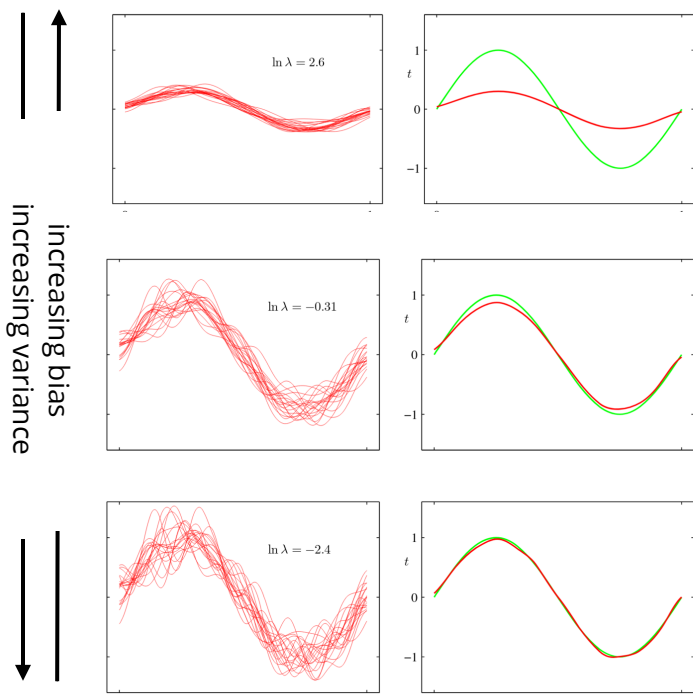 increasing variance
increasing bias
ln λ = 2.6
t
1
0
−1
ln λ = −0.31
t
1
0
−1
ln λ = −2.4
t
1
0
−1